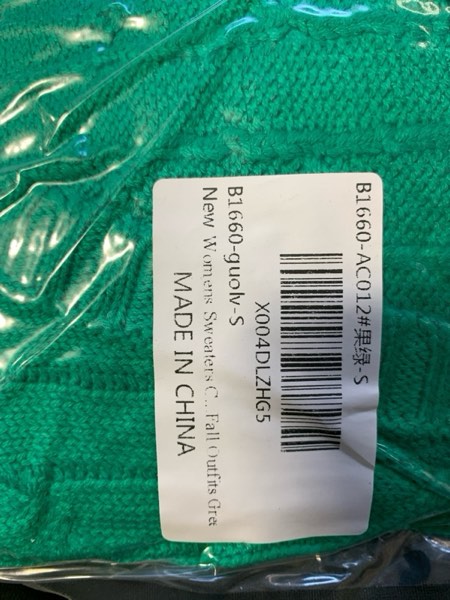 B1660-AC012#果绿-S
X004DLZHG5
B1660-guolv-S
New Womens Sweaters C... Fall Outfits Gree
MADE IN CHINA